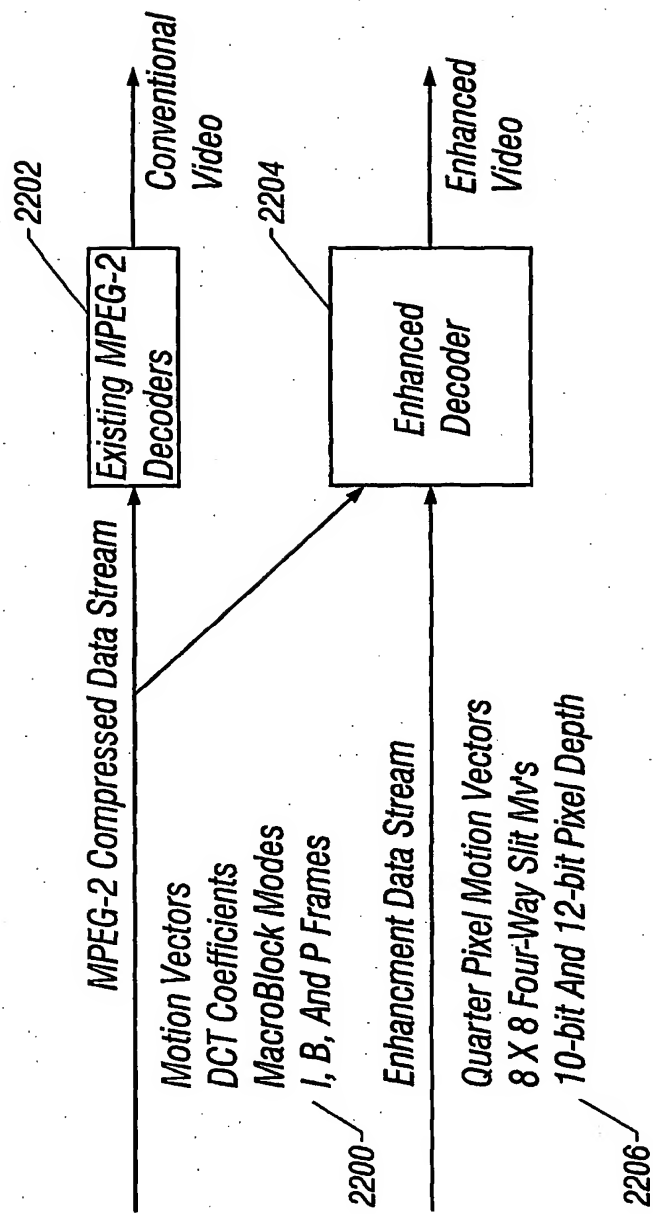 MPEG-2 Compressed Data Stream
Motion Vectors
DCT Coefficients
MacroBlock Modes
I, B, And P Frames
2200
Existing MPEG-2
Decoders
2202
Conventional
Video
Enhancment Data Stream
Quarter Pixel Motion Vectors
8 X 8 Four-Way Slit Mv's
10-bit And 12-bit Pixel Depth
2206
Enhanced
Decoder
2204
Enhanced
Video